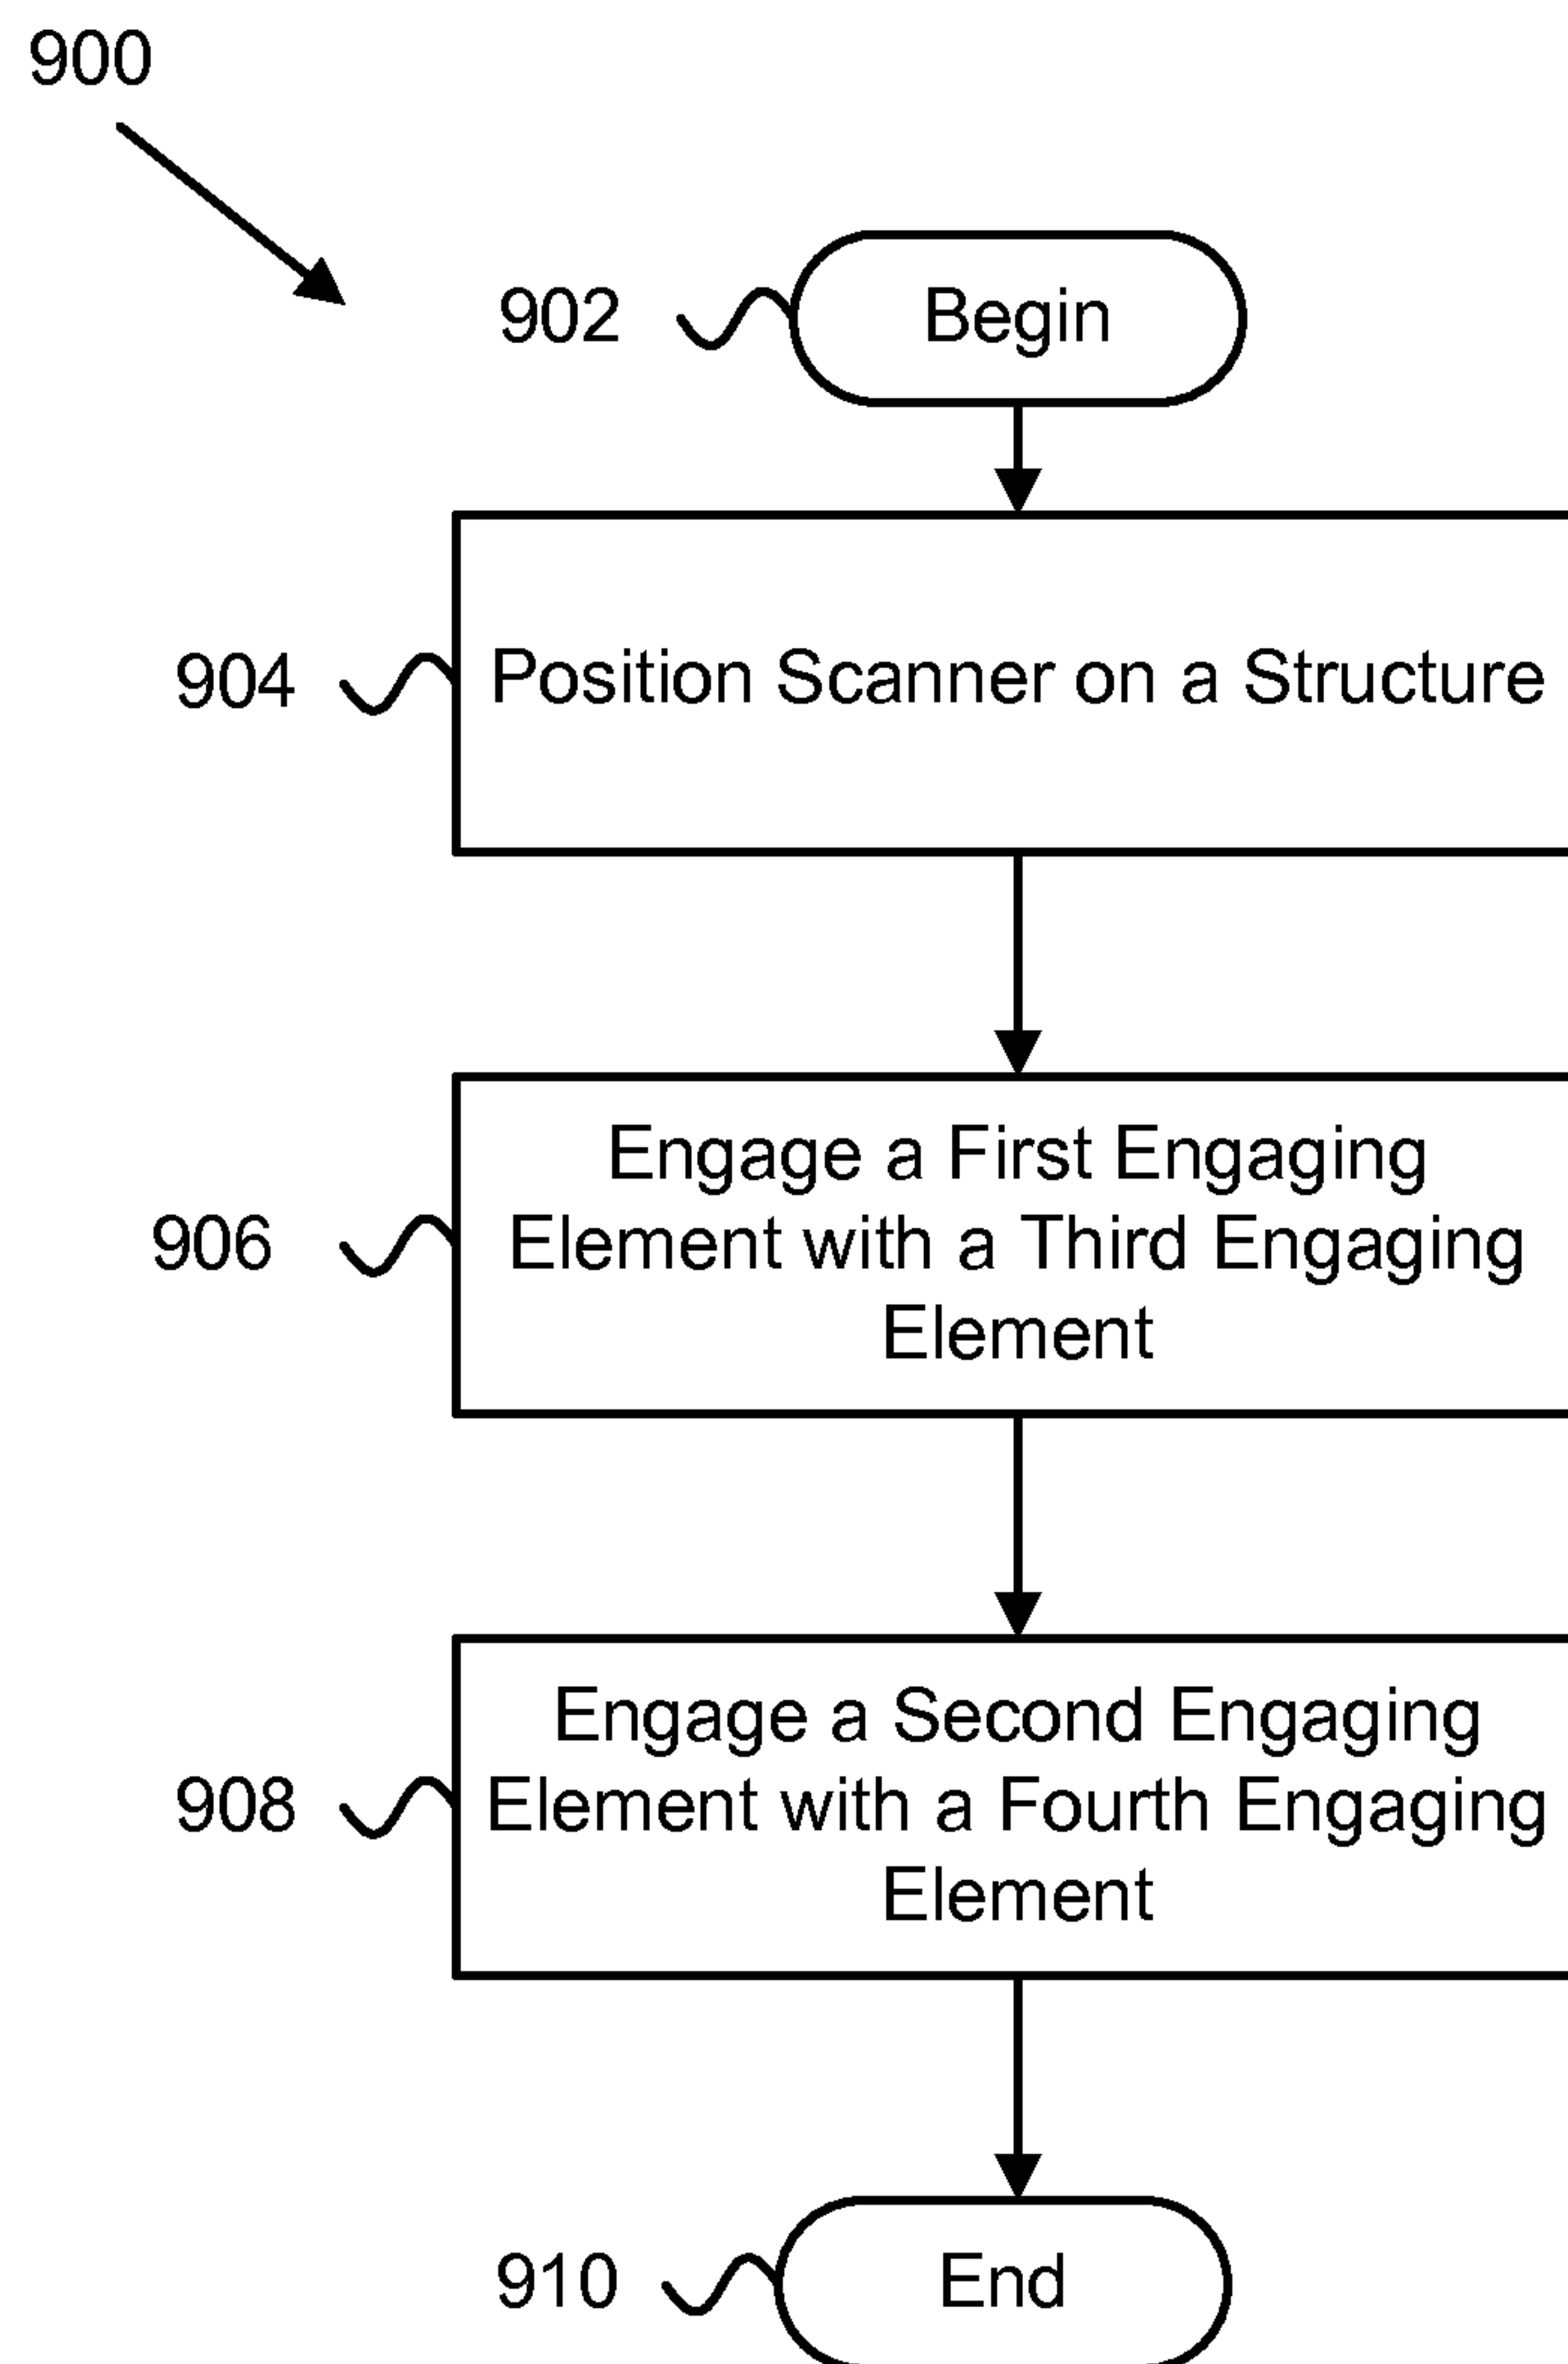 900
902
Begin
904
Position Scanner on a Structure
906
Engage a First Engaging
Element with a Third Engaging
Element
908
Engage a Second Engaging
Element with a Fourth Engaging
Element
910
End